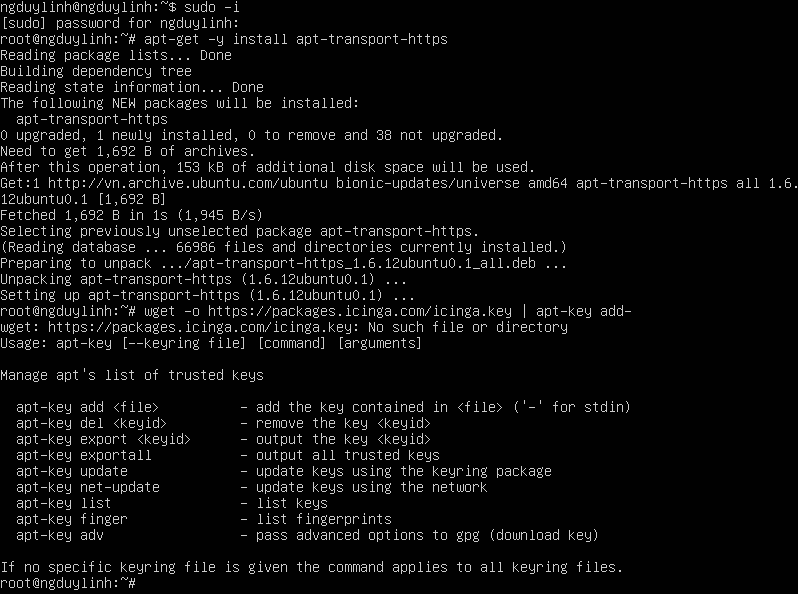 ngduylinh@ngduylinh:~$ sudo -i
[sudo] password for ngduylinh:
root@ngduylinh:~# apt-get -y install apt-transport-https
Reading package lists... Done
Building dependency tree
Reading state information... Done
The following NEW packages will be installed:
  apt-transport-https
0 upgraded, 1 newly installed, 0 to remove and 38 not upgraded.
Need to get 1,692 B of archives.
After this operation, 153 kB of additional disk space will be used.
Get:1 http://vn.archive.ubuntu.com/ubuntu bionic-updates/universe amd64 apt-transport-https all 1.6.
12ubuntu0.1 [1,692 B]
Fetched 1,692 B in 1s (1,945 B/s)
Selecting previously unselected package apt-transport-https.
(Reading database ... 66986 files and directories currently installed.)
Preparing to unpack .../apt-transport-https_1.6.12ubuntu0.1_all.deb ...
Unpacking apt-transport-https (1.6.12ubuntu0.1) ...
Setting up apt-transport-https (1.6.12ubuntu0.1) ...
root@ngduylinh:~# wget -o https://packages.icinga.com/icinga.key | apt-key add-
wget: https://packages.icinga.com/icinga.key: No such file or directory
Usage: apt-key [--keyring file] [command] [arguments]

Manage apt's list of trusted keys

  apt-key add <file>          - add the key contained in <file> ('-' for stdin)
  apt-key del <keyid>         - remove the key <keyid>
  apt-key export <keyid>      - output the key <keyid>
  apt-key exportall           - output all trusted keys
  apt-key update              - update keys using the keyring package
  apt-key net-update          - update keys using the network
  apt-key list                - list keys
  apt-key finger              - list fingerprints
  apt-key adv                 - pass advanced options to gpg (download key)

If no specific keyring file is given the command applies to all keyring files.
root@ngduylinh:~#